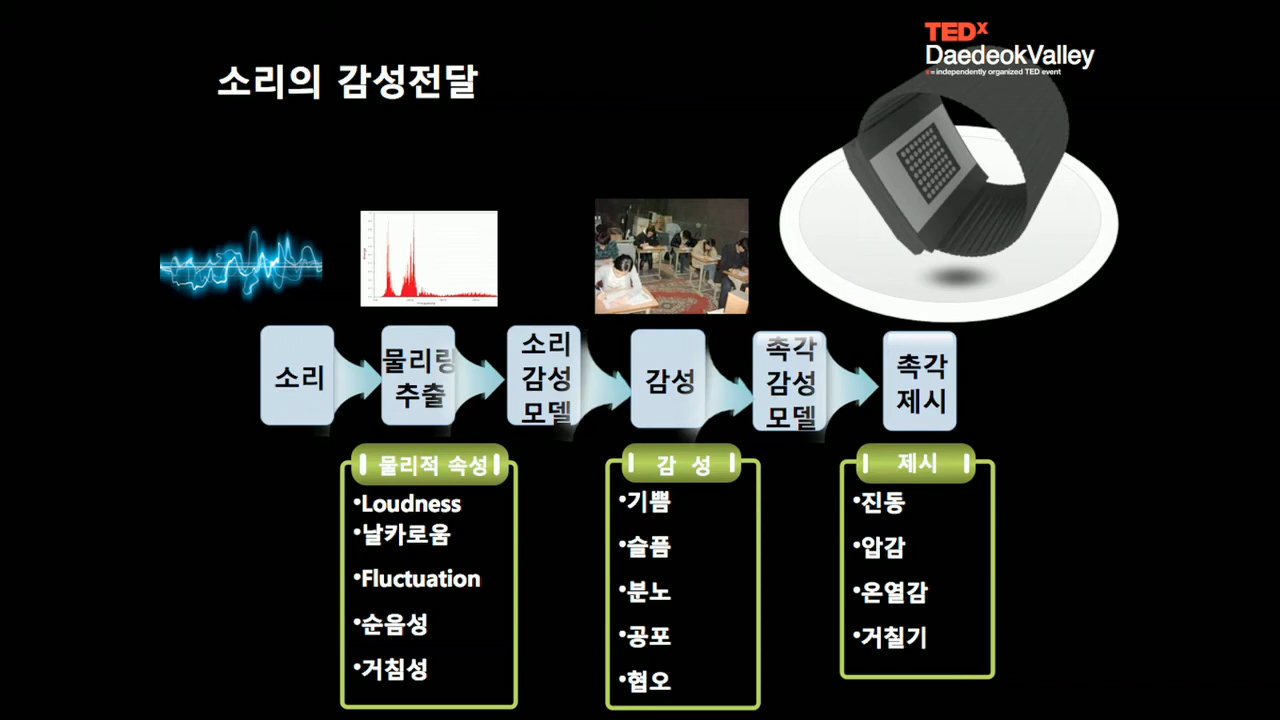 TEDx
DaedeokValley
x = independently organized TED event
소리의 감성전달
소리
물리량
추출
소리
감성
모델
감성
촉각
감성
모델
촉각
제시
물리적 속성
•Loudness
•날카로움
•Fluctuation
•순음성
•거침성
감 성
•기쁨
•슬픔
•분노
•공포
•혐오
제시
•진동
•압감
•온열감
•거칠기